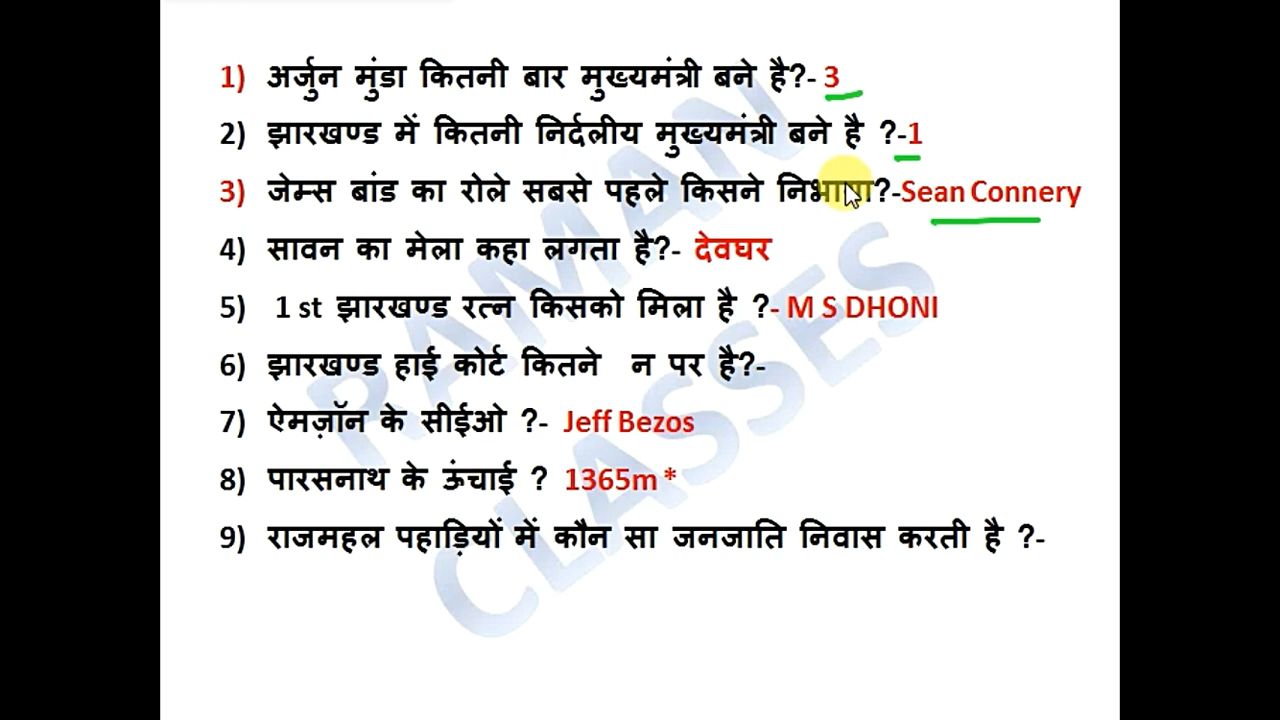 1) अर्जुन मुंडा कितनी बार मुख्यमंत्री बने है?- 3
2) झारखण्ड में कितनी निर्दलीय मुख्यमंत्री बने है ?-1
3) जेम्स बांड का रोले सबसे पहले किसने निभाया?-Sean Connery
4) सावन का मेला कहा लगता है?- देवघर
5) 1 st झारखण्ड रत्न किसको मिला है ?- M S DHONI
6) झारखण्ड हाई कोर्ट कितने न पर है?-
7) ऐमज़ॉन के सीईओ ?- Jeff Bezos
8) पारसनाथ के ऊंचाई ? 1365m *
9) राजमहल पहाड़ियों में कौन सा जनजाति निवास करती है ?-
RAMAN
CLASSES